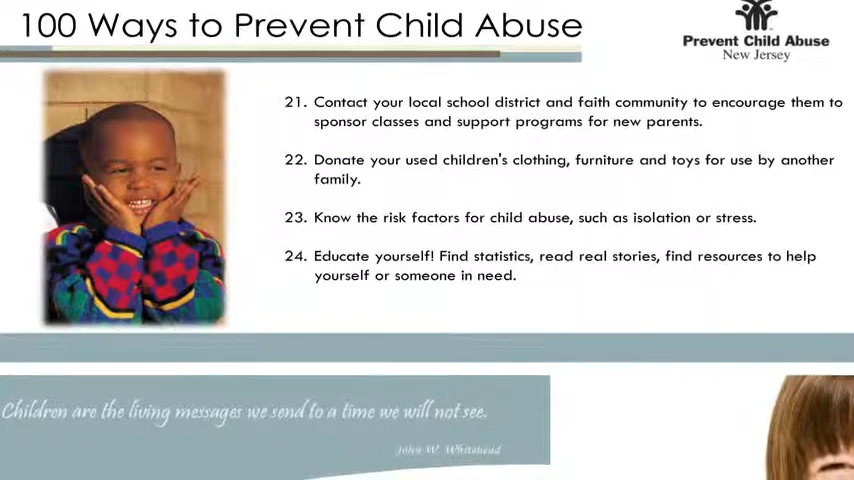 100 Ways to Prevent Child Abuse
Prevent Child Abuse
New Jersey
21. Contact your local school district and faith community to encourage them to
sponsor classes and support programs for new parents.
22. Donate your used children's clothing, furniture and toys for use by another
family.
23. Know the risk factors for child abuse, such as isolation or stress.
24. Educate yourself! Find statistics, read real stories, find resources to help
yourself or someone in need.
Children are the living messages we send to a time we will not see.
John W. Whitehead